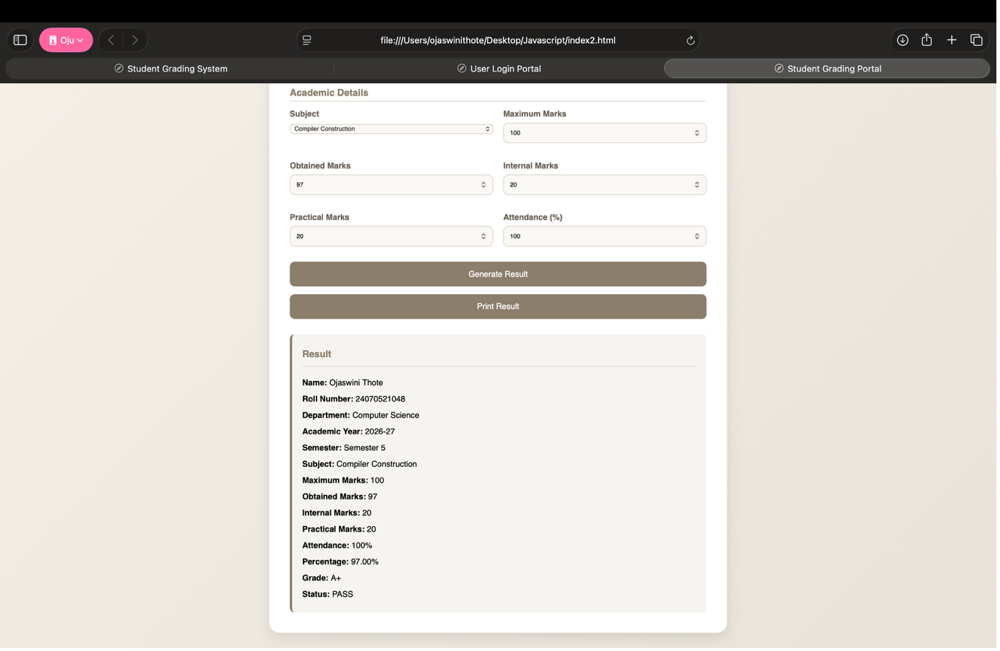 Oju
file:///Users/ojaswinithote/Desktop/Javascript/index2.html
Student Grading System
User Login Portal
Student Grading Portal
Academic Details
Subject
Maximum Marks
Compiler Construction
100
Obtained Marks
Internal Marks
97
20
Practical Marks
Attendance (%)
20
100
Generate Result
Print Result
Result
Name: Ojaswini Thote
Roll Number: 24070521048
Department: Computer Science
Academic Year: 2026-27
Semester: Semester 5
Subject: Compiler Construction
Maximum Marks: 100
Obtained Marks: 97
Internal Marks: 20
Practical Marks: 20
Attendance: 100%
Percentage: 97.00%
Grade: A+
Status: PASS